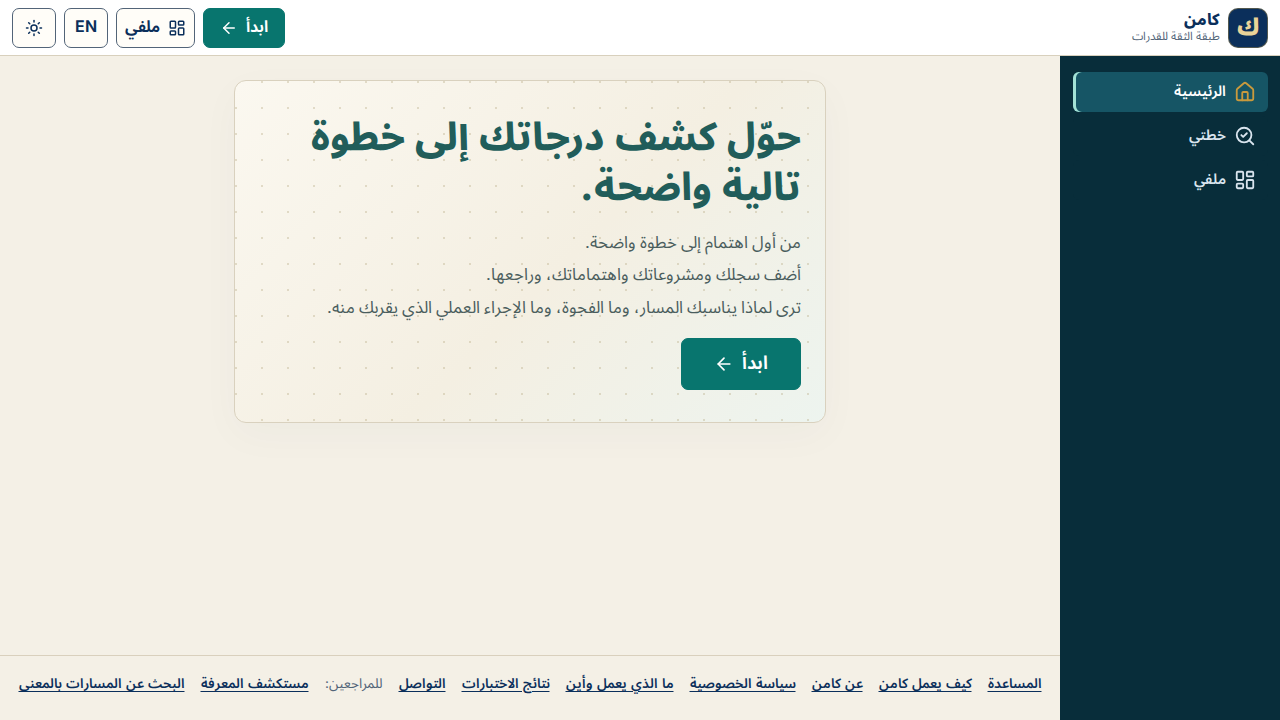 كامن
طبقة الثقة للقدرات
ابدأ
ملفي
EN
الرئيسية
خطتي
ملفي
حوّل كشف درجاتك إلى خطوة
تالية واضحة.
من أول اهتمام إلى خطوة واضحة.
أضف سجلك ومشروعاتك واهتماماتك، وراجعها.
ترى لماذا يناسبك المسار، وما الفجوة، وما الإجراء العملي الذي يقربك منه.
ابدأ
المساعدة كيف يعمل كامن عن كامن سياسة الخصوصية ما الذي يعمل وأين نتائج الاختبارات التواصل للمراجعين: مستكشف المعرفة البحث عن المسارات بالمعنى
ك